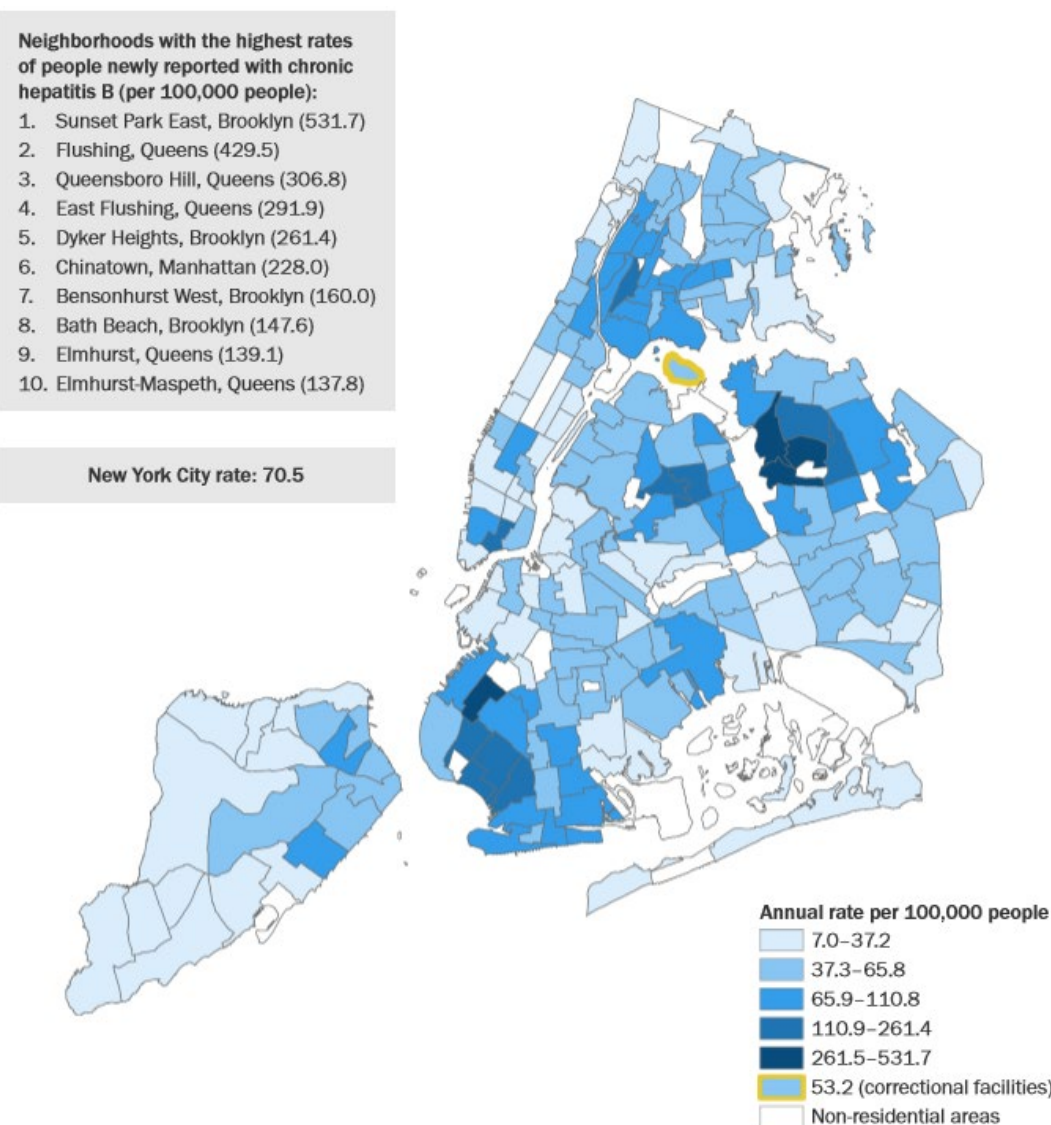 Neighborhoods with the highest rates
of people newly reported with chronic
hepatitis B (per 100,000 people):
1. Sunset Park East, Brooklyn (531.7)
2. Flushing, Queens (429.5)
3. Queensboro Hill, Queens (306.8)
4. East Flushing, Queens (291.9)
5. Dyker Heights, Brooklyn (261.4)
6. Chinatown, Manhattan (228.0)
7. Bensonhurst West, Brooklyn (160.0)
8. Bath Beach, Brooklyn (147.6)
9. Elmhurst, Queens (139.1)
10. Elmhurst-Maspeth, Queens (137.8)
New York City rate: 70.5
Annual rate per 100,000 people
7.0–37.2
37.3–65.8
65.9–110.8
110.9–261.4
261.5–531.7
53.2 (correctional facilities)
Non-residential areas